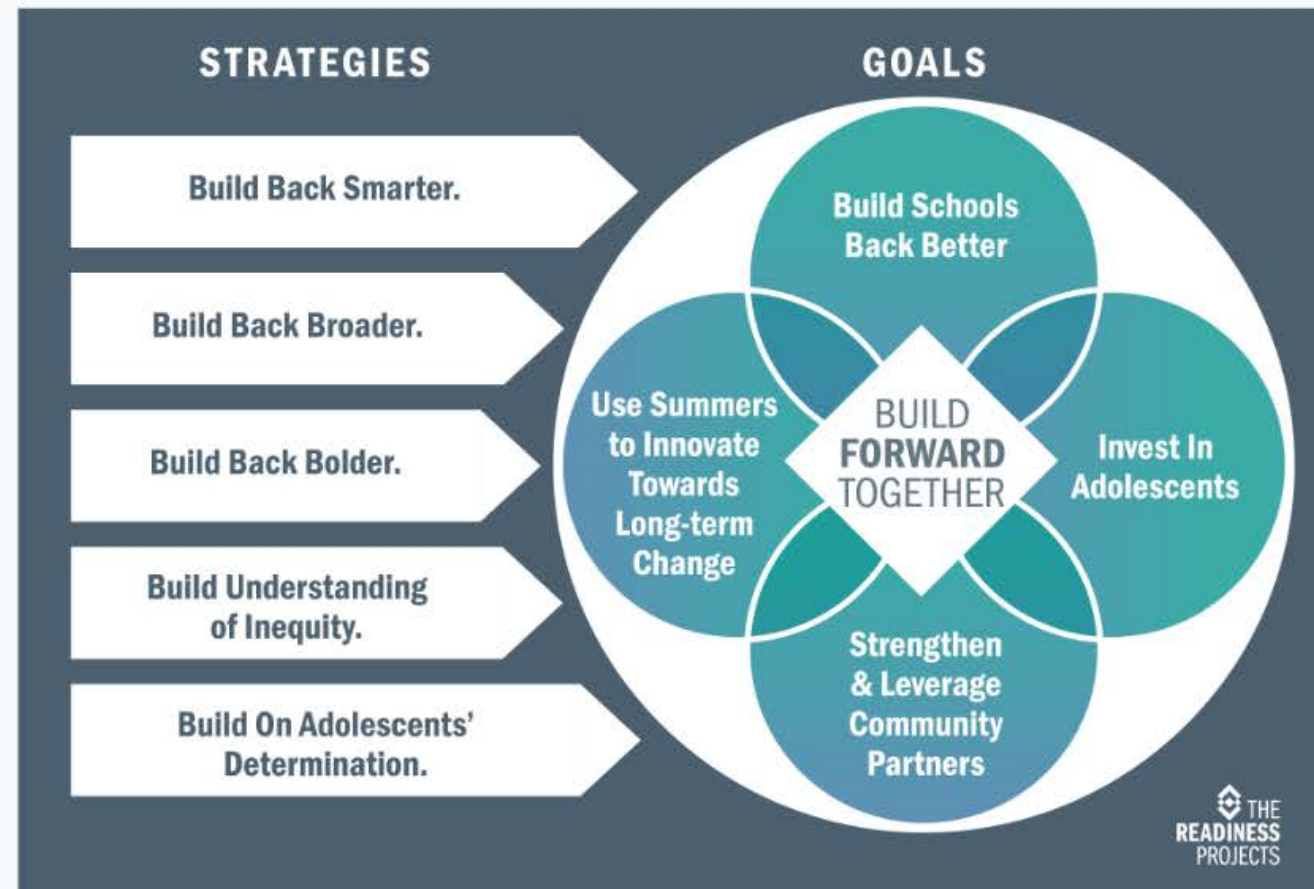 STRATEGIES
Build Back Smarter.
Build Back Broader.
Build Back Bolder.
Build Understanding
of Inequity.
Build On Adolescents’
Determination.
GOALS
Build Schools
Back Better
Use Summers
to Innovate
Towards
Long-term
Change
BUILD
FORWARD
TOGETHER
Invest In
Adolescents
Strengthen
& Leverage
Community
Partners
THE
READINESS
PROJECTS